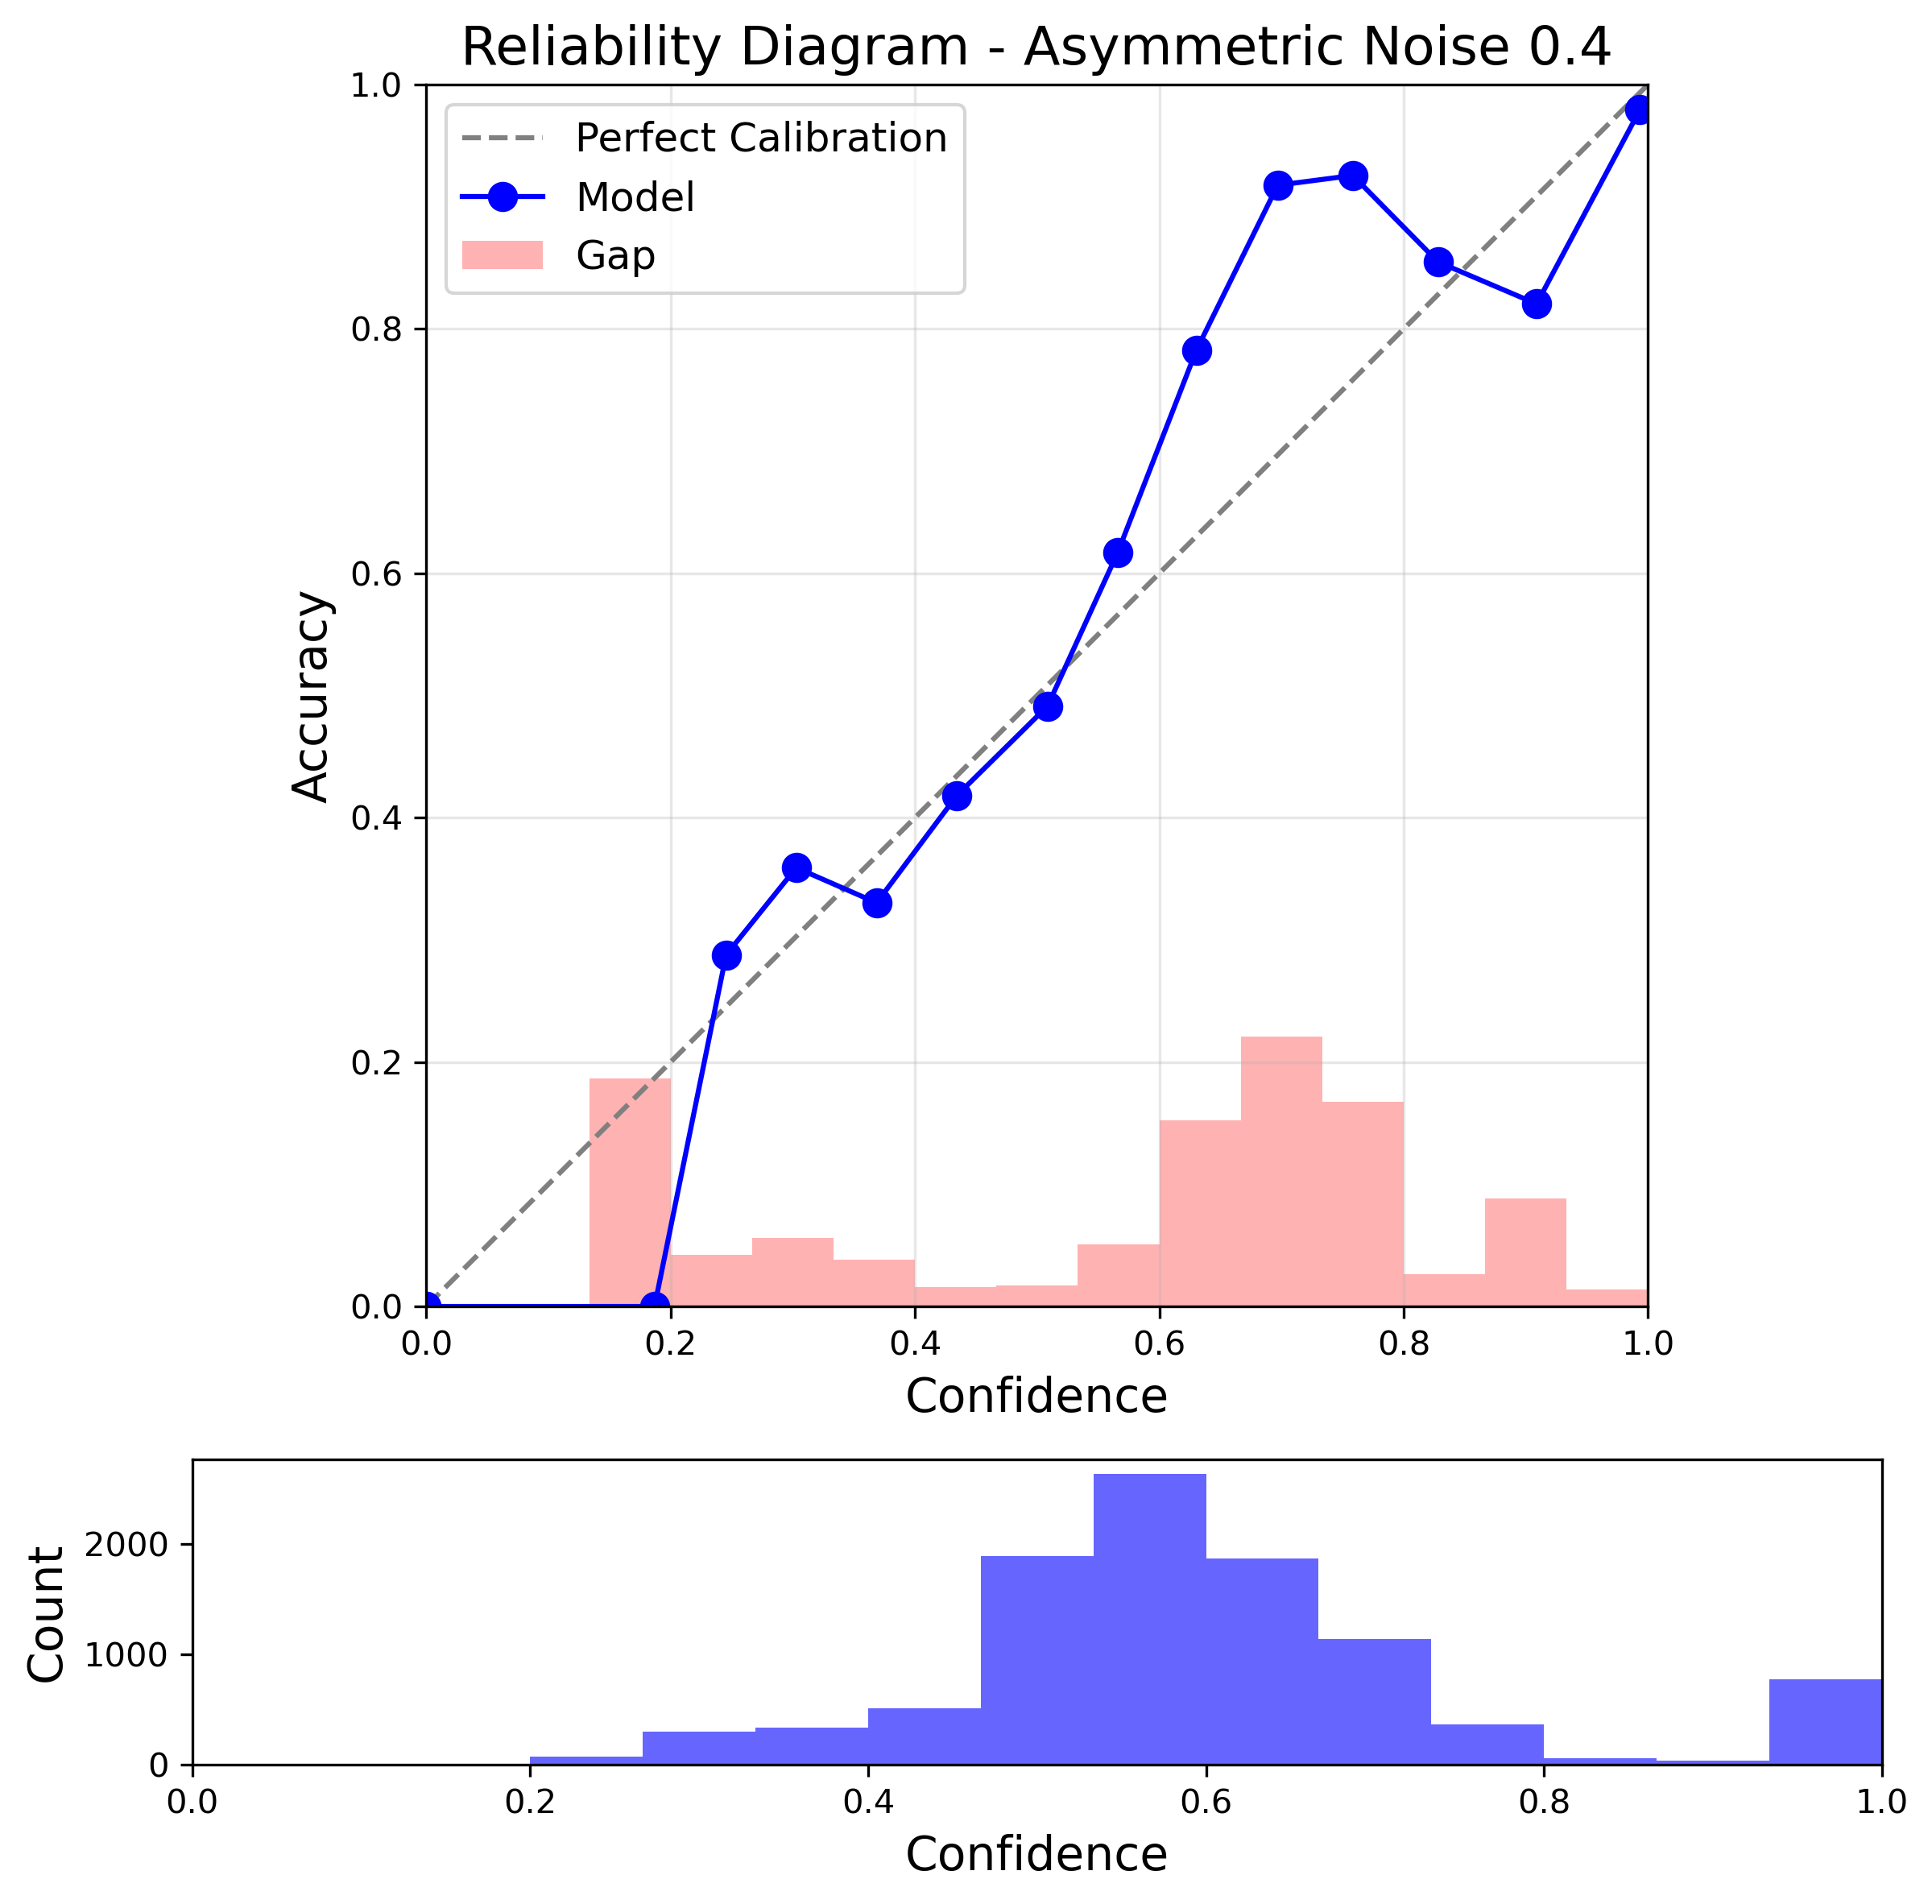 Reliability Diagram - Asymmetric Noise 0.4
Perfect Calibration
Model
Gap
Accuracy
1.0
0.8
0.6
0.4
0.2
0.0
0.0 0.2 0.4 0.6 0.8 1.0
Confidence
Count
2000
1000
0
0.0 0.2 0.4 0.6 0.8 1.0
Confidence